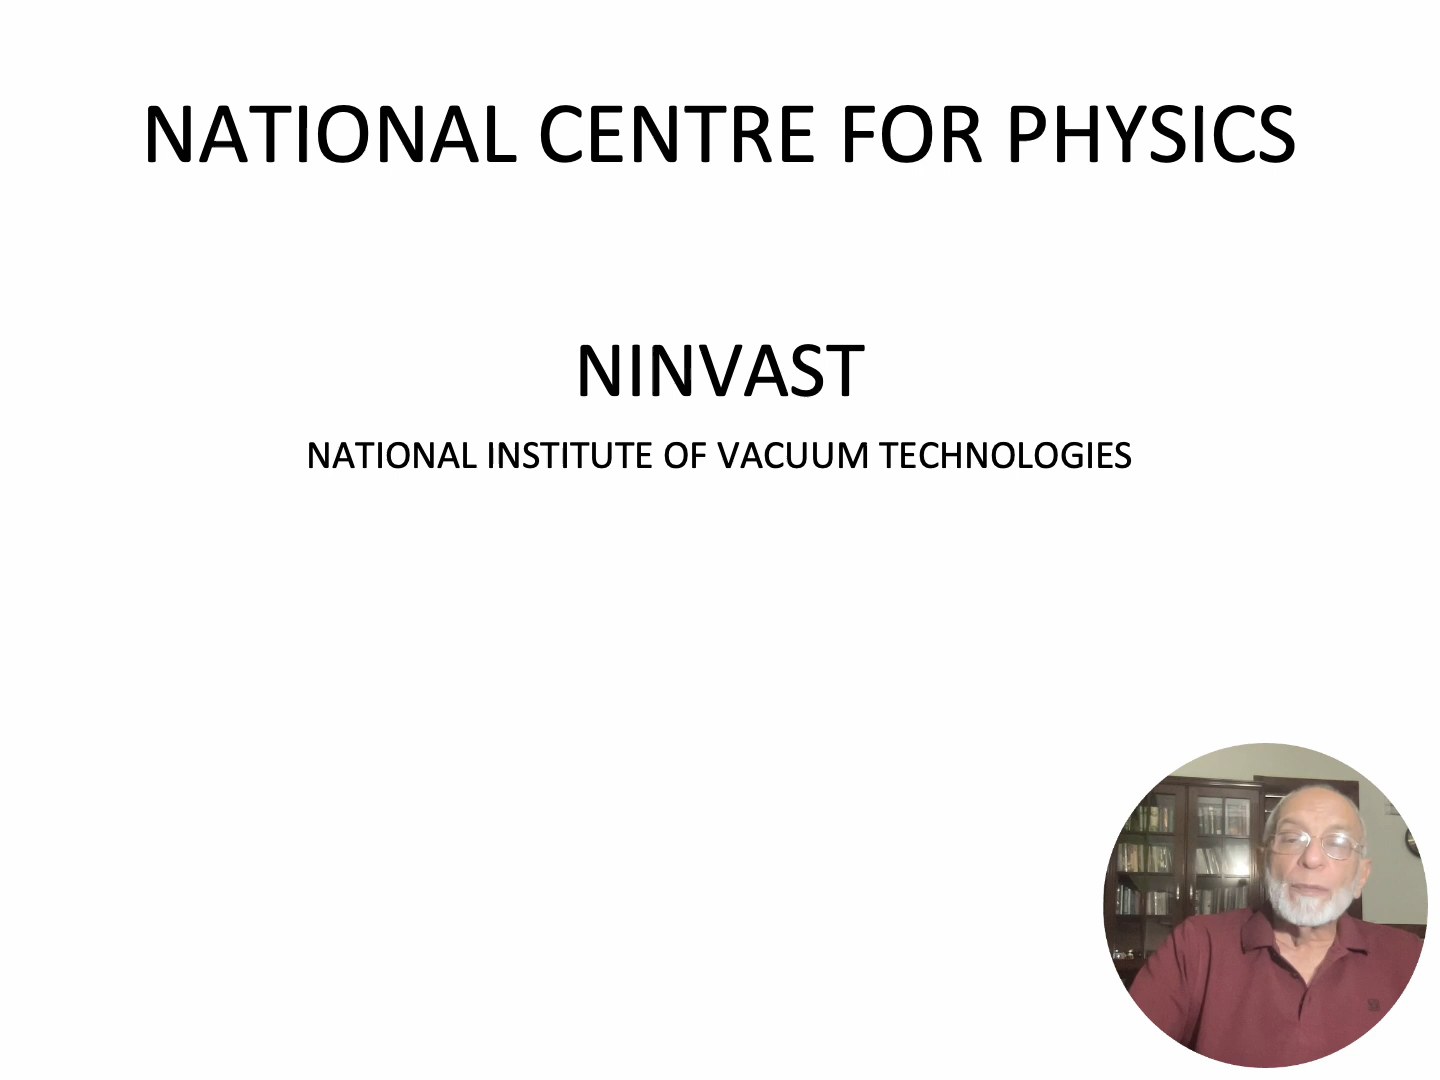 NATIONAL CENTRE FOR PHYSICS
NINVAST
NATIONAL INSTITUTE OF VACUUM TECHNOLOGIES